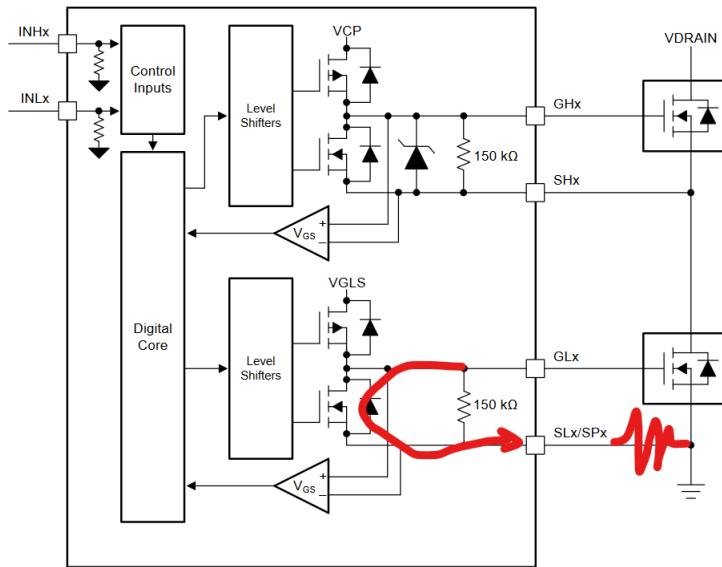 INHx
INLx
Control
Inputs
Digital
Core
Level
Shifters
VCP
150 kΩ
VGS
+
–
GHx
SHx
VDRAIN
Level
Shifters
VGLS
150 kΩ
VGS
+
–
GLx
SLx/SPx